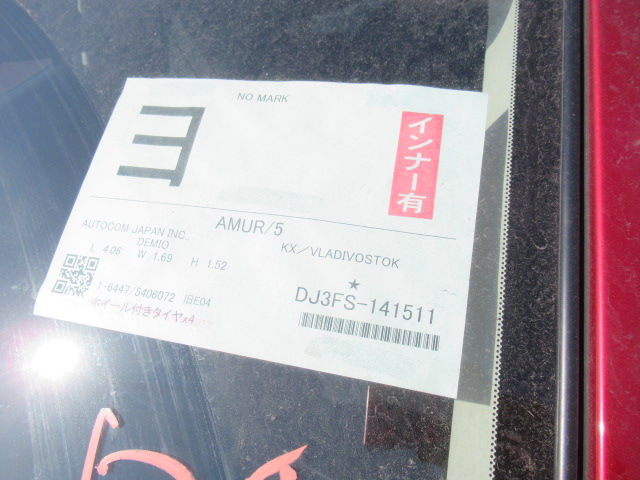 NO MARK
ヨ
インナー有
AMUR/5
AUTOCOM JAPAN INC.
DEMIO
KX/VLADIVOSTOK
L 4.06 W 1.69 H 1.52
★
I-6447/5406072 IBE04
DJ3FS-141511
ホイール付きタイヤx4